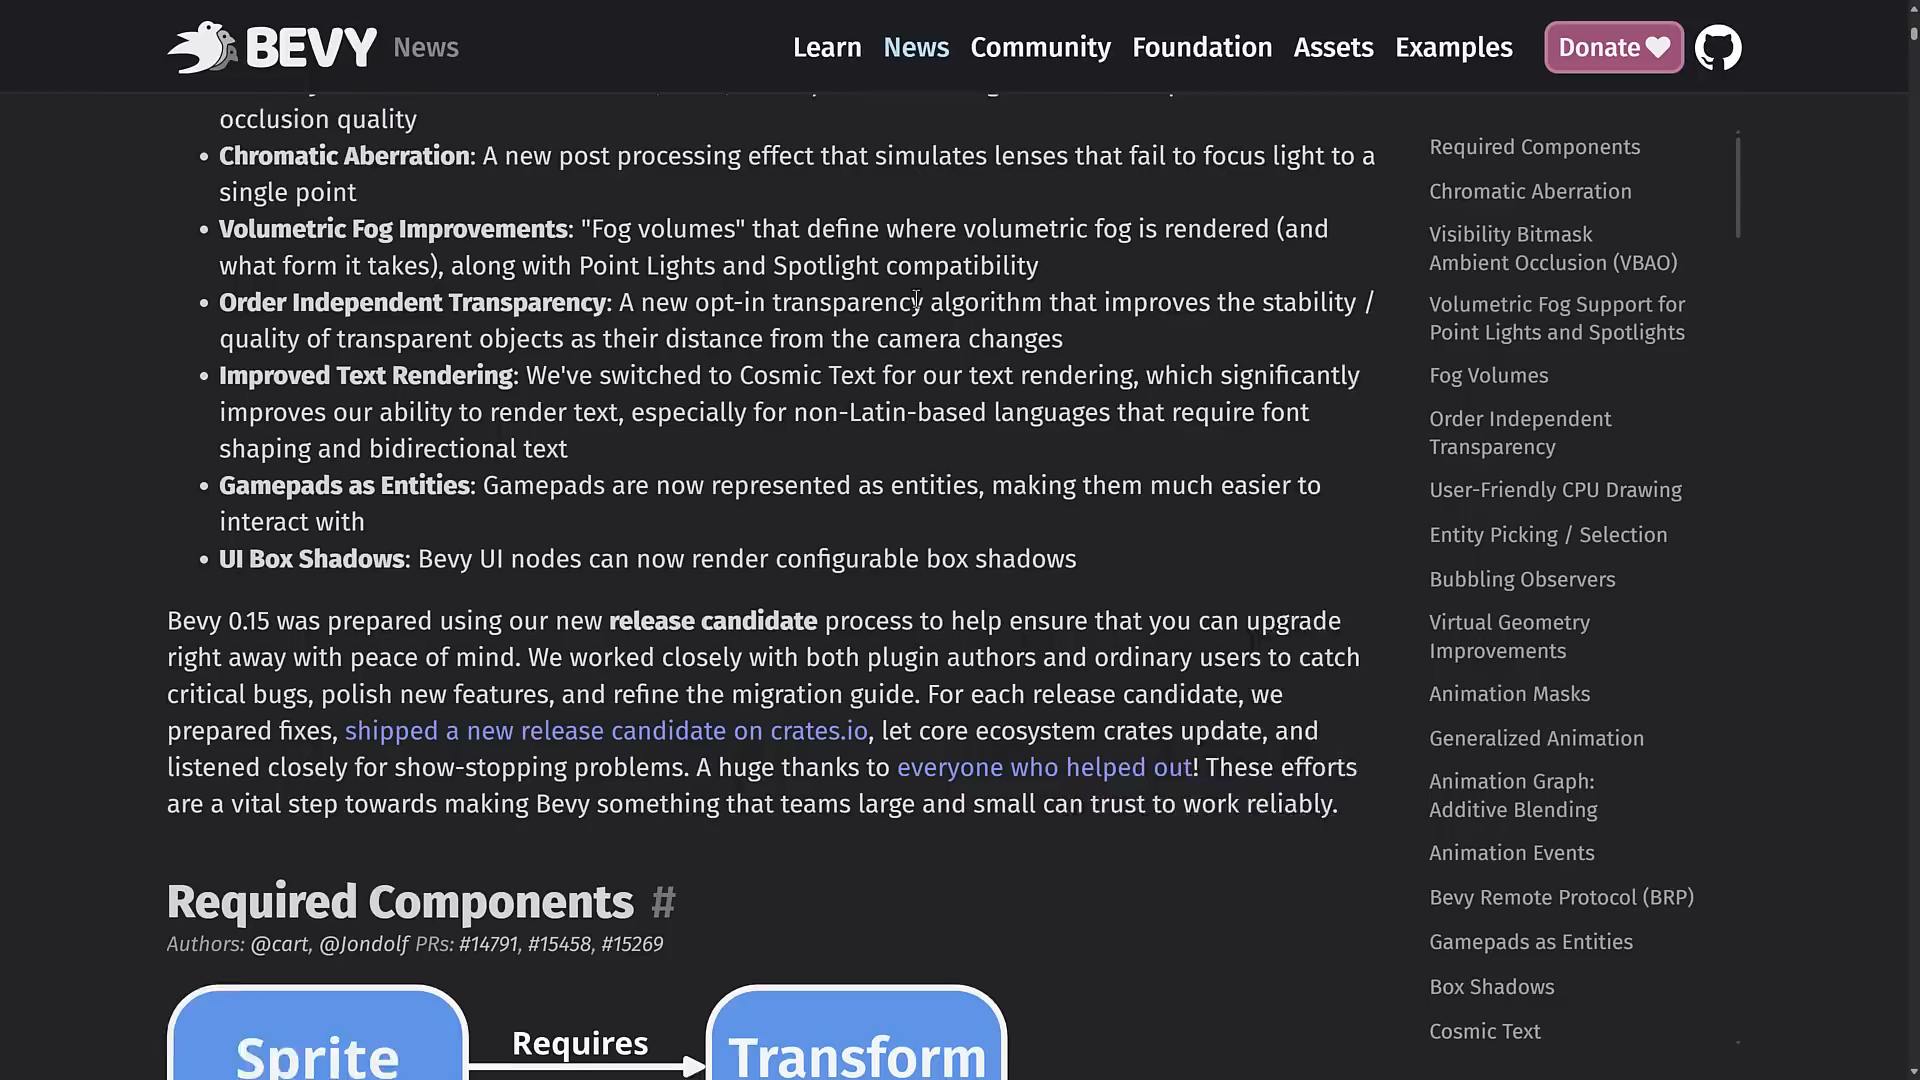 BEVY News
Learn News Community Foundation Assets Examples Donate
occlusion quality
• Chromatic Aberration: A new post processing effect that simulates lenses that fail to focus light to a
single point
• Volumetric Fog Improvements: "Fog volumes" that define where volumetric fog is rendered (and
what form it takes), along with Point Lights and Spotlight compatibility
• Order Independent Transparency: A new opt-in transparency algorithm that improves the stability /
quality of transparent objects as their distance from the camera changes
• Improved Text Rendering: We've switched to Cosmic Text for our text rendering, which significantly
improves our ability to render text, especially for non-Latin-based languages that require font
shaping and bidirectional text
• Gamepads as Entities: Gamepads are now represented as entities, making them much easier to
interact with
• UI Box Shadows: Bevy UI nodes can now render configurable box shadows
Bevy 0.15 was prepared using our new release candidate process to help ensure that you can upgrade
right away with peace of mind. We worked closely with both plugin authors and ordinary users to catch
critical bugs, polish new features, and refine the migration guide. For each release candidate, we
prepared fixes, shipped a new release candidate on crates.io, let core ecosystem crates update, and
listened closely for show-stopping problems. A huge thanks to everyone who helped out! These efforts
are a vital step towards making Bevy something that teams large and small can trust to work reliably.
Required Components #
Authors: @cart, @Jondolf PRs: #14791, #15458, #15269
Sprite
Requires
Transform
Required Components
Chromatic Aberration
Visibility Bitmask
Ambient Occlusion (VBAO)
Volumetric Fog Support for
Point Lights and Spotlights
Fog Volumes
Order Independent
Transparency
User-Friendly CPU Drawing
Entity Picking / Selection
Bubbling Observers
Virtual Geometry
Improvements
Animation Masks
Generalized Animation
Animation Graph:
Additive Blending
Animation Events
Bevy Remote Protocol (BRP)
Gamepads as Entities
Box Shadows
Cosmic Text